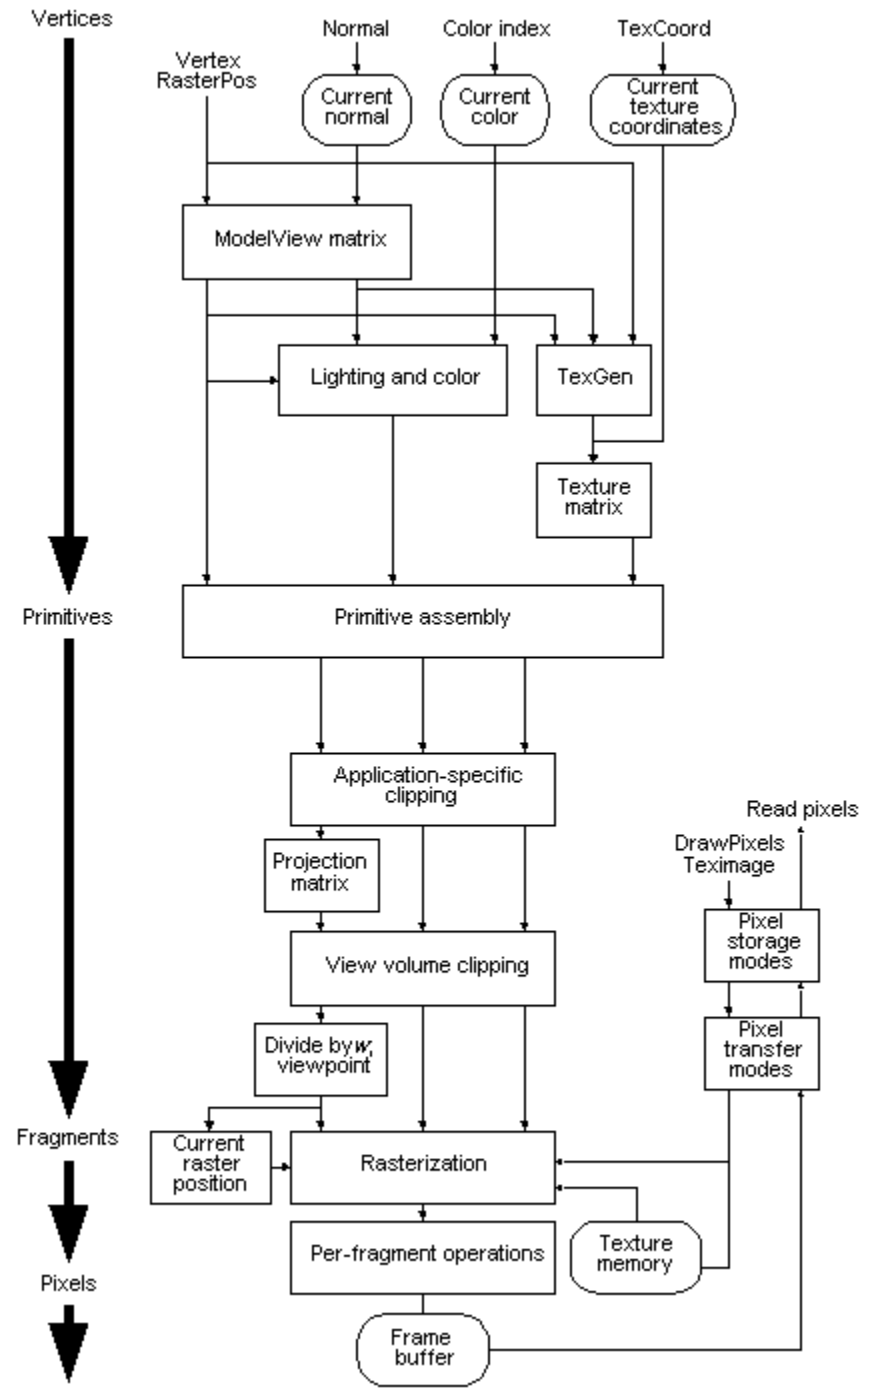 Vertices
Normal
Color index
TexCoord
Vertex
RasterPos
Current
normal
Current
color
Current
texture
coordinates
ModelView matrix
Lighting and color
TexGen
Texture
matrix
Primitives
Primitive assembly
Application-specific
clipping
Read pixels
DrawPixels
TexImage
Projection
matrix
Pixel
storage
modes
View volume clipping
Divide by w,
viewpoint
Pixel
transfer
modes
Fragments
Current
raster
position
Rasterization
Per-fragment operations
Texture
memory
Pixels
Frame
buffer